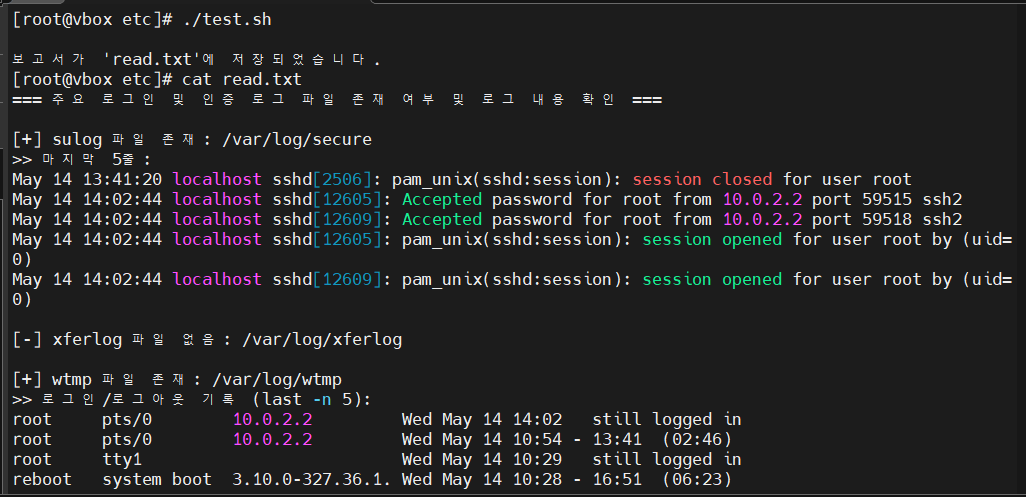 [root@vbox etc]# ./test.sh
보고서가 'read.txt'에 저장되었습니다.
[root@vbox etc]# cat read.txt
=== 주요 로그인 및 인증 로그 파일 존재 여부 및 로그 내용 확인 ===
[+] sulog 파일 존재: /var/log/secure
>> 마지막 5줄:
May 14 13:41:20 localhost sshd[2506]: pam_unix(sshd:session): session closed for user root
May 14 14:02:44 localhost sshd[12605]: Accepted password for root from 10.0.2.2 port 59515 ssh2
May 14 14:02:44 localhost sshd[12609]: Accepted password for root from 10.0.2.2 port 59518 ssh2
May 14 14:02:44 localhost sshd[12605]: pam_unix(sshd:session): session opened for user root by (uid=
0)
May 14 14:02:44 localhost sshd[12609]: pam_unix(sshd:session): session opened for user root by (uid=
0)
[-] xferlog 파일 없음: /var/log/xferlog
[+] wtmp 파일 존재: /var/log/wtmp
>> 로그인/로그아웃 기록 (last -n 5):
root     pts/0        10.0.2.2         Wed May 14 14:02   still logged in
root     pts/0        10.0.2.2         Wed May 14 10:54 - 13:41  (02:46)
root     tty1                          Wed May 14 10:29   still logged in
reboot   system boot  3.10.0-327.36.1. Wed May 14 10:28 - 16:51  (06:23)